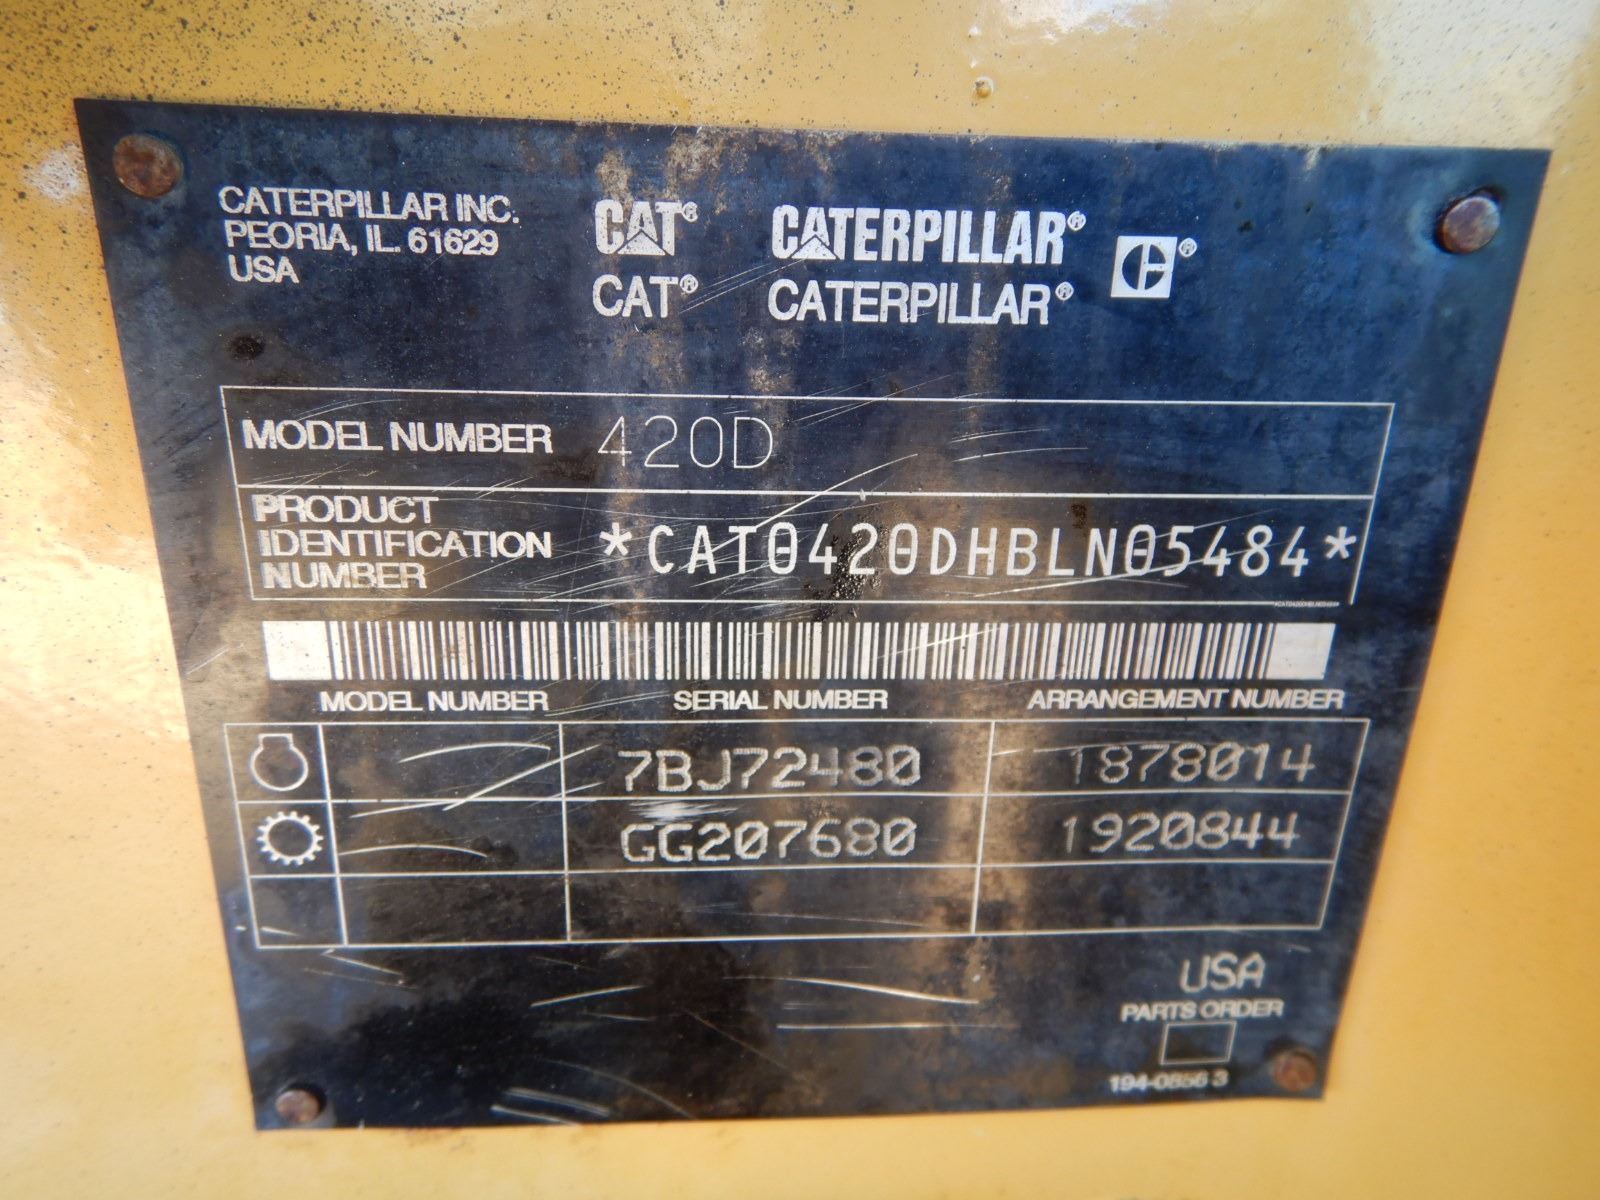 CATERPILLAR INC.
PEORIA, IL. 61629
USA
CAT® CATERPILLAR® ®
CAT® CATERPILLAR®
MODEL NUMBER 420D
PRODUCT
IDENTIFICATION
NUMBER
*CAT0420DHBLN05484*
*CAT0420DHBLN05484*
MODEL NUMBER SERIAL NUMBER ARRANGEMENT NUMBER
7BJ72480 1878014
GG207680 1920844
USA
PARTS ORDER
194-0856 3